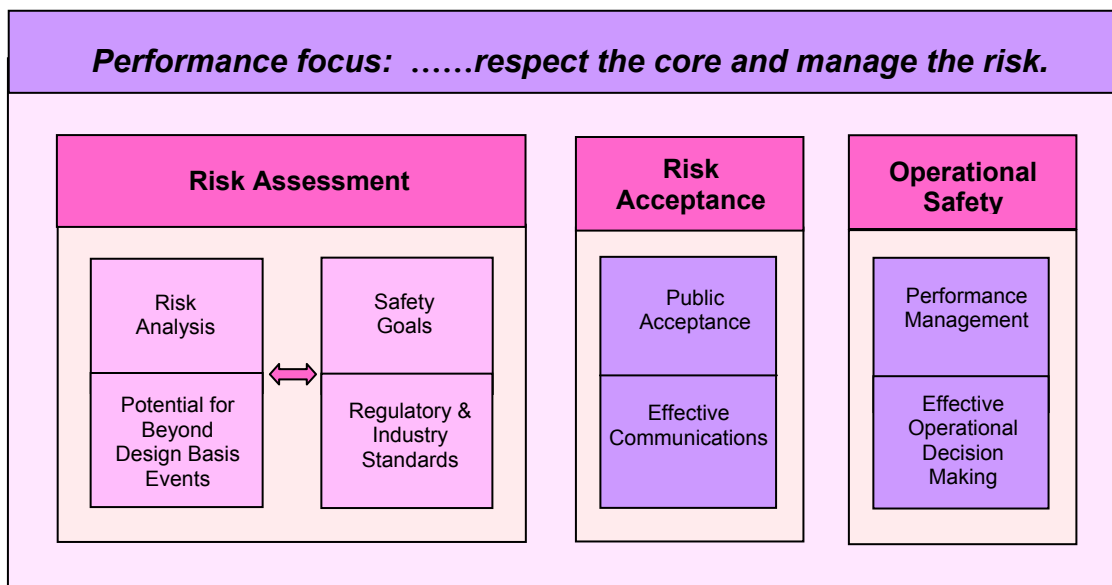 Performance focus:  ......respect the core and manage the risk.
Risk Assessment
Risk
Analysis
Potential for
Beyond
Design Basis
Events
Safety
Goals
Regulatory &
Industry
Standards
Risk
Acceptance
Public
Acceptance
Effective
Communications
Operational
Safety
Performance
Management
Effective
Operational
Decision
Making